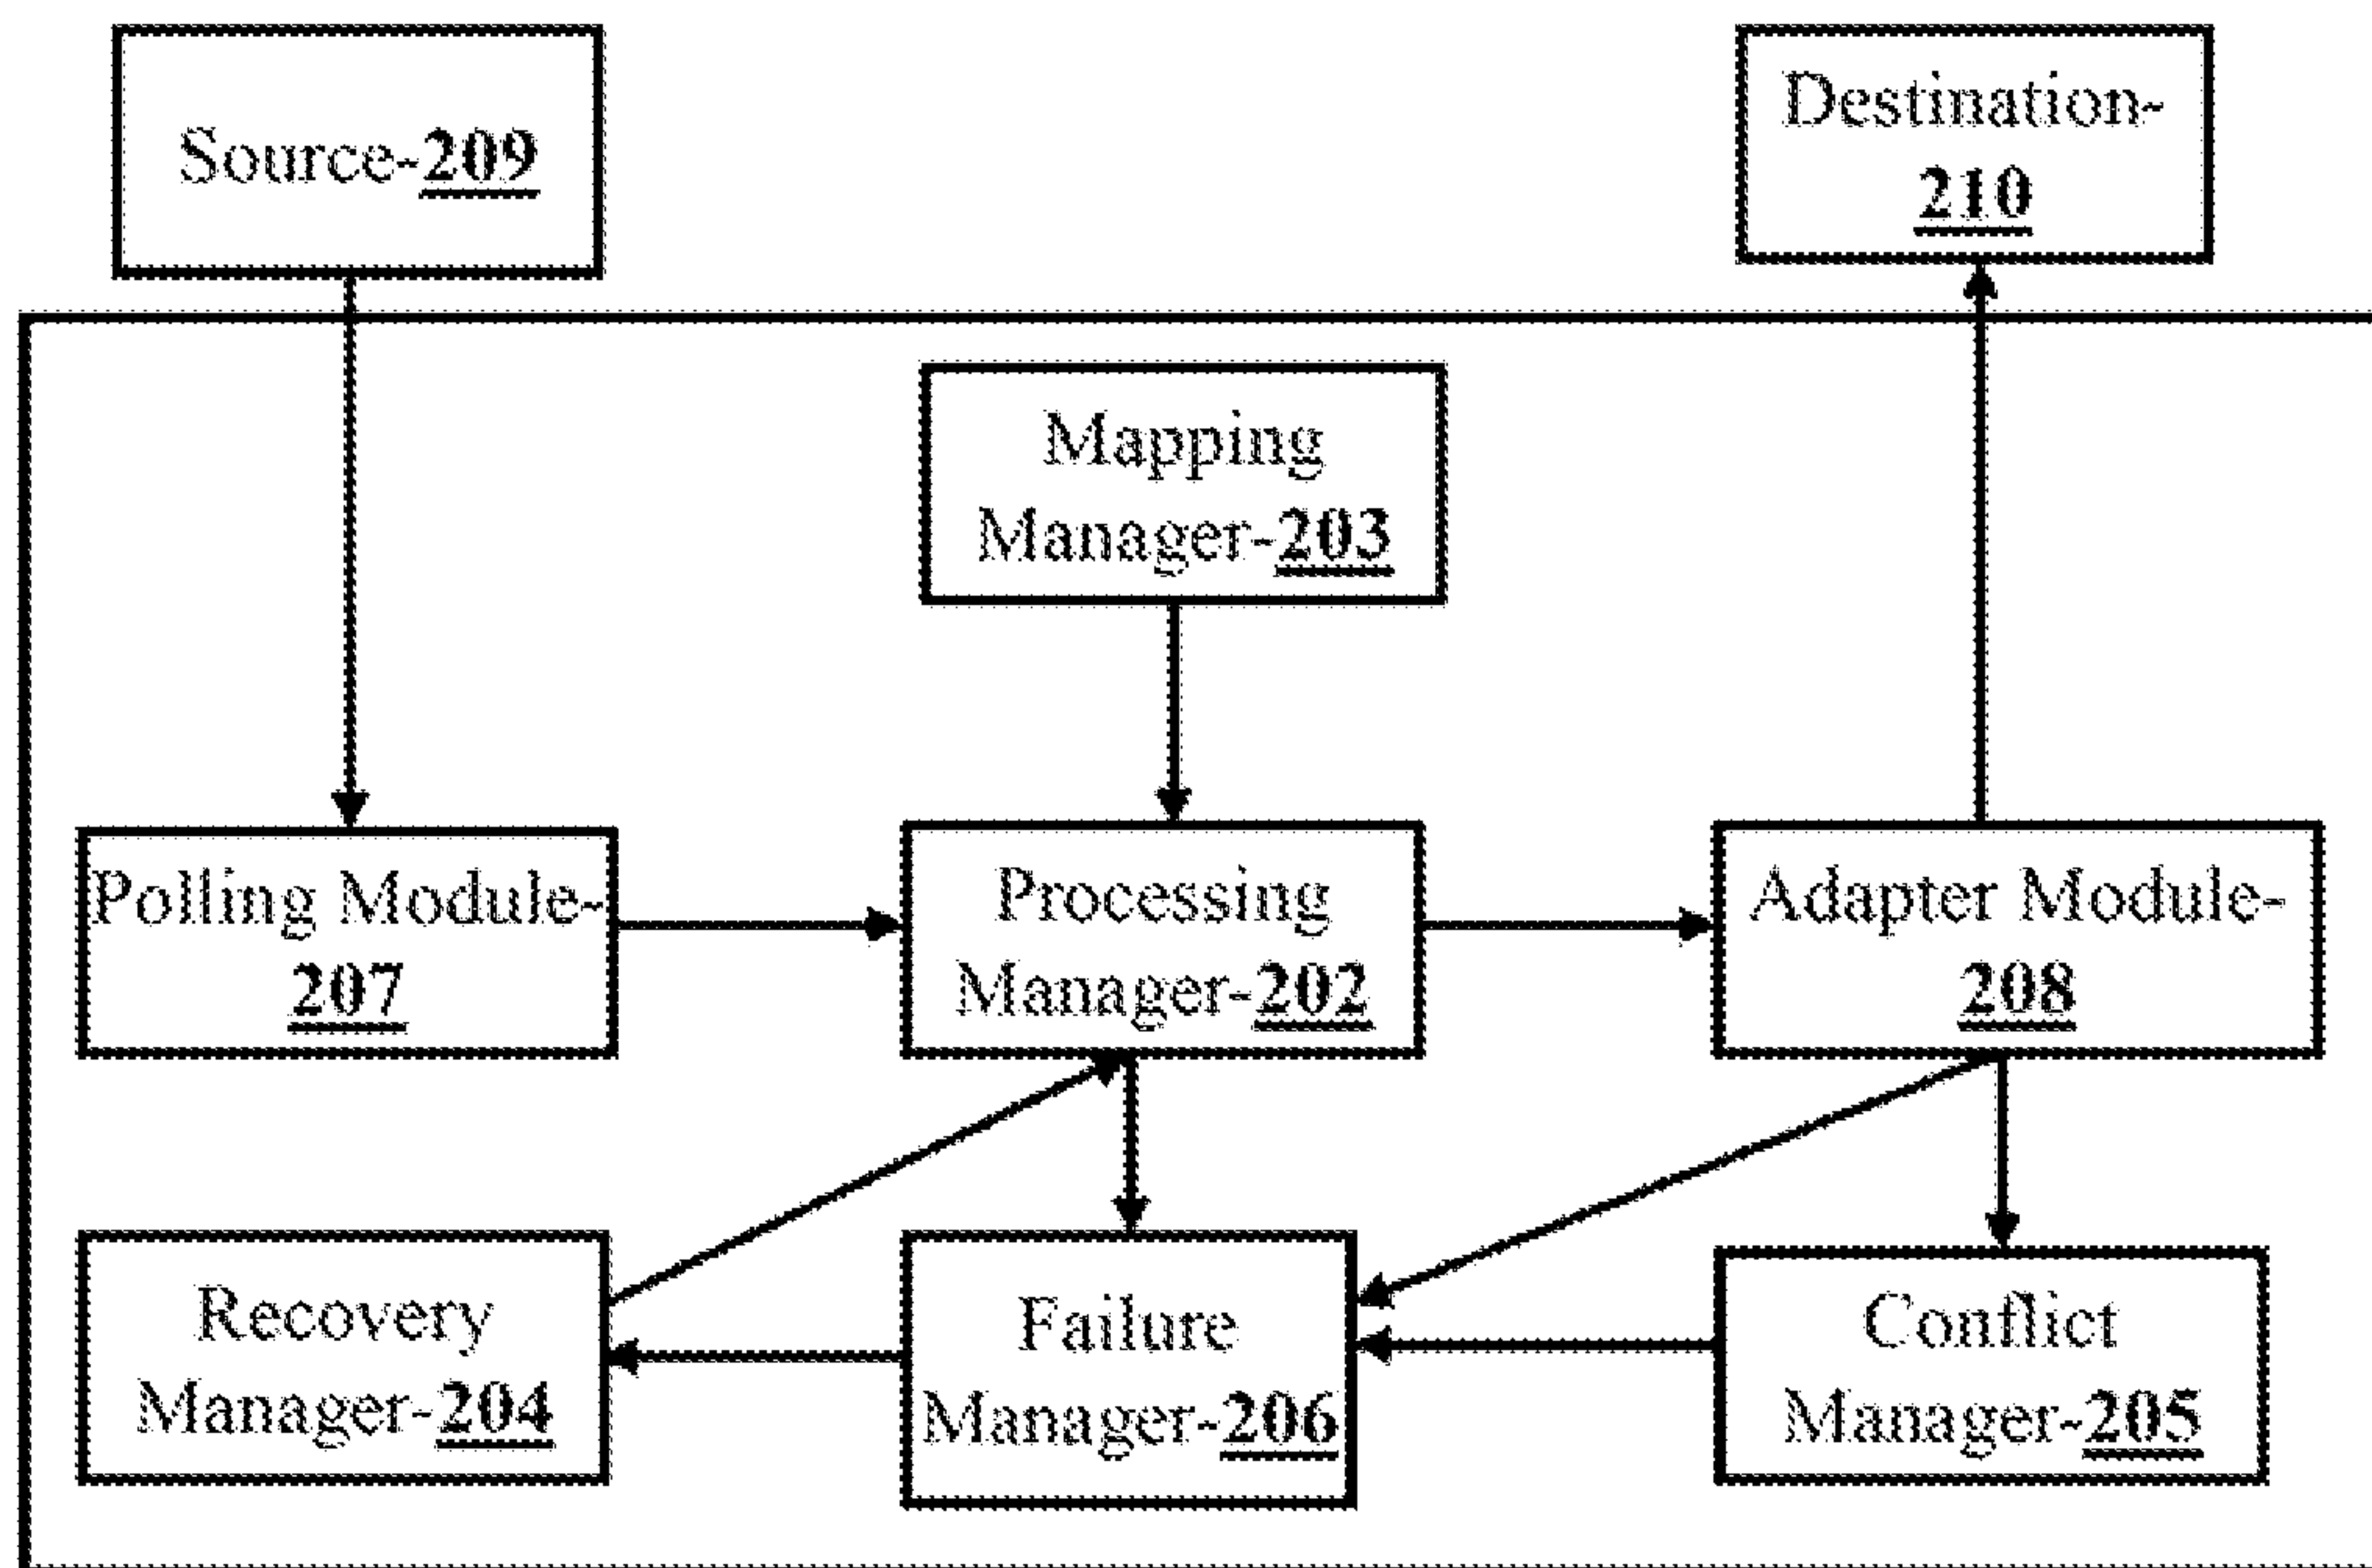 Source-209
Destination-
210
Mapping
Manager-203
Polling Module-
207
Processing
Manager-202
Adapter Module-
208
Recovery
Manager-204
Failure
Manager-206
Conflict
Manager-205